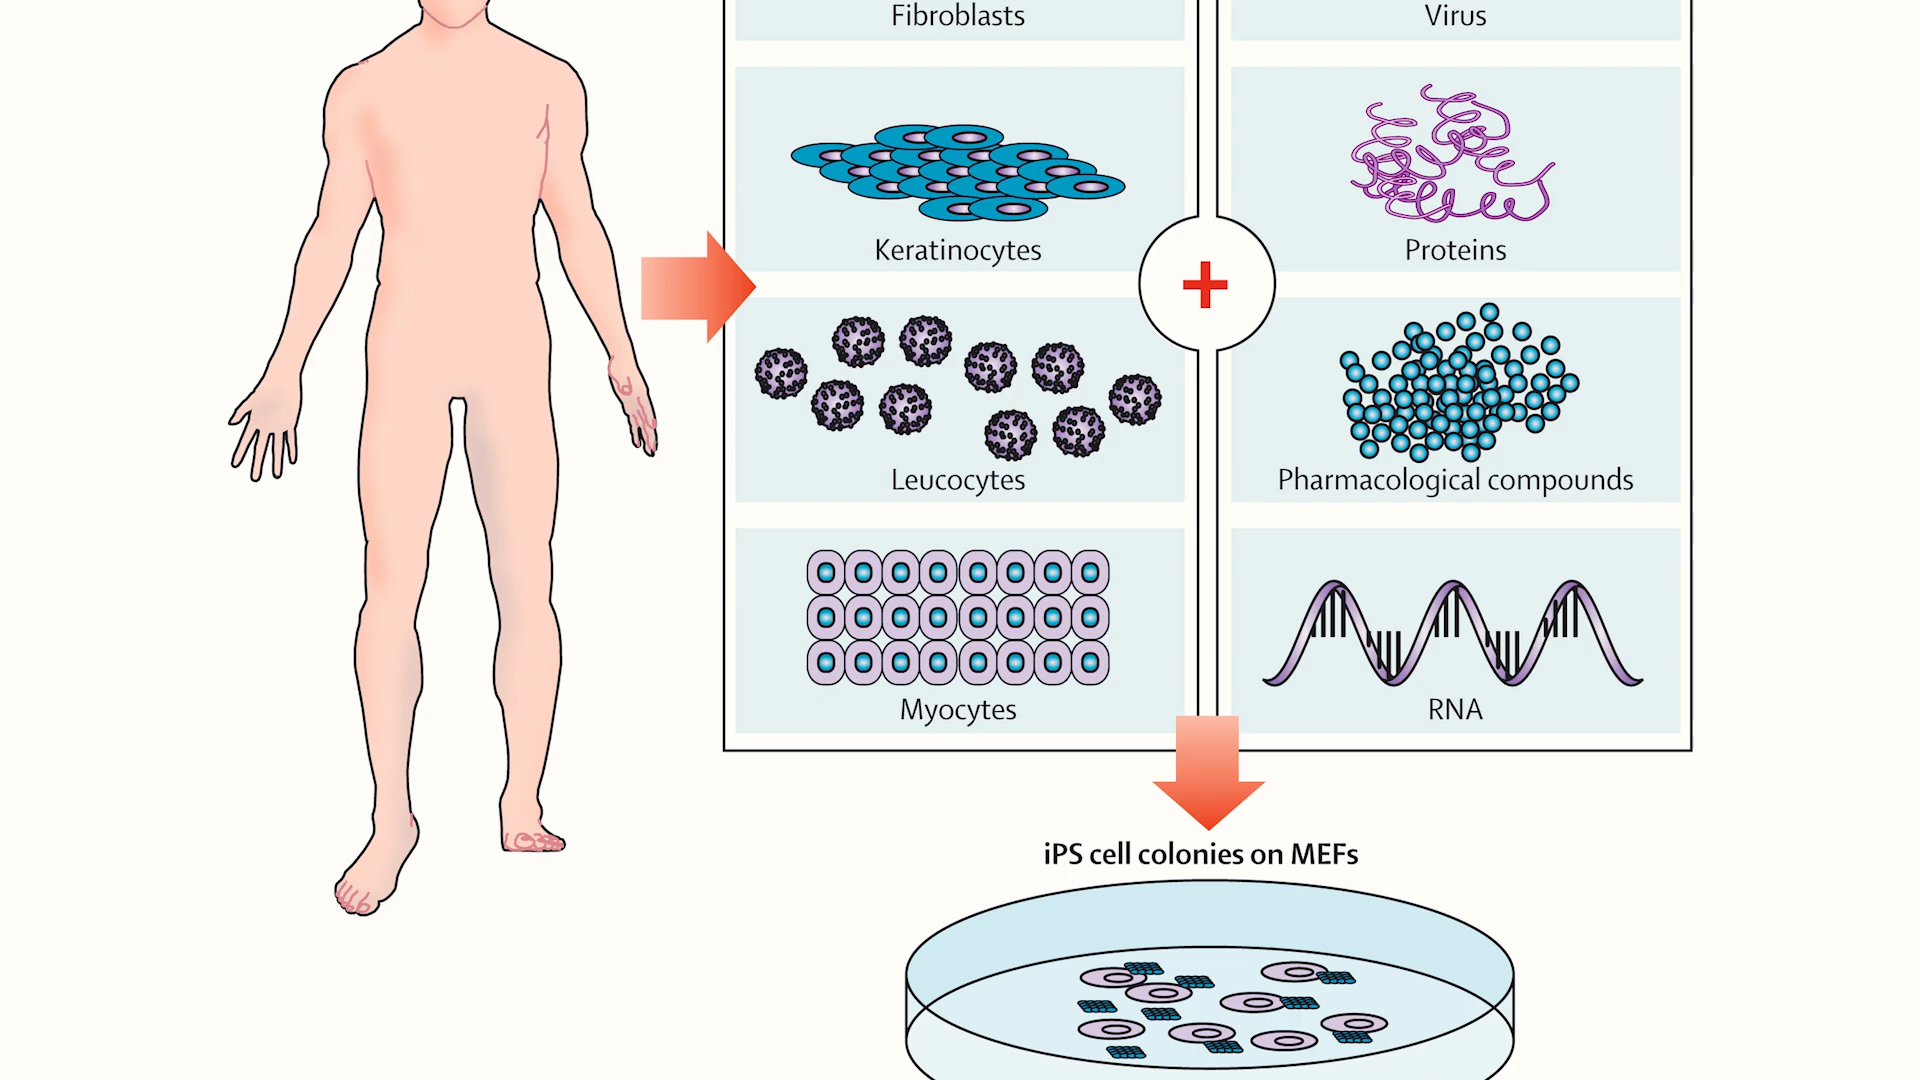 Fibroblasts
Virus
Keratinocytes
Proteins
Leucocytes
Pharmacological compounds
Myocytes
RNA
iPS cell colonies on MEFs